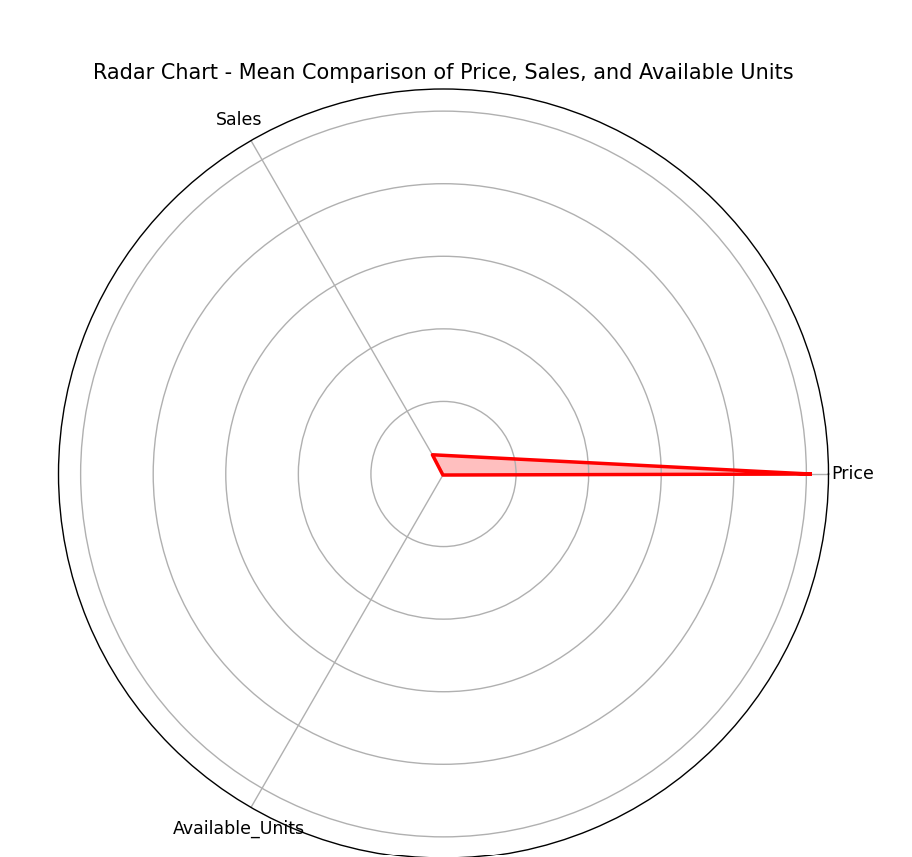 Radar Chart - Mean Comparison of Price, Sales, and Available Units
Sales
Price
Available_Units